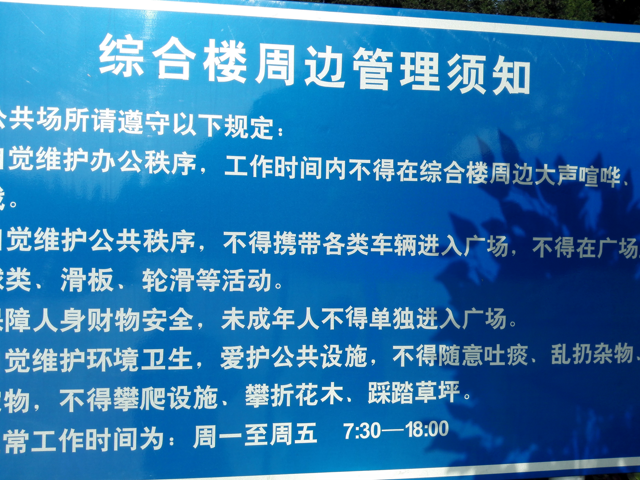 综合楼周边管理须知
公共场所请遵守以下规定：
自觉维护办公秩序，工作时间内不得在综合楼周边大声喧哗、
自觉维护公共秩序，不得携带各类车辆进入广场，不得在广场
球类、滑板、轮滑等活动。
保障人身财物安全，未成年人不得单独进入广场。
自觉维护环境卫生，爱护公共设施，不得随意吐痰、乱扔杂物、
物，不得攀爬设施、攀折花木、踩踏草坪。
常工作时间为：周一至周五 7:30—18:00